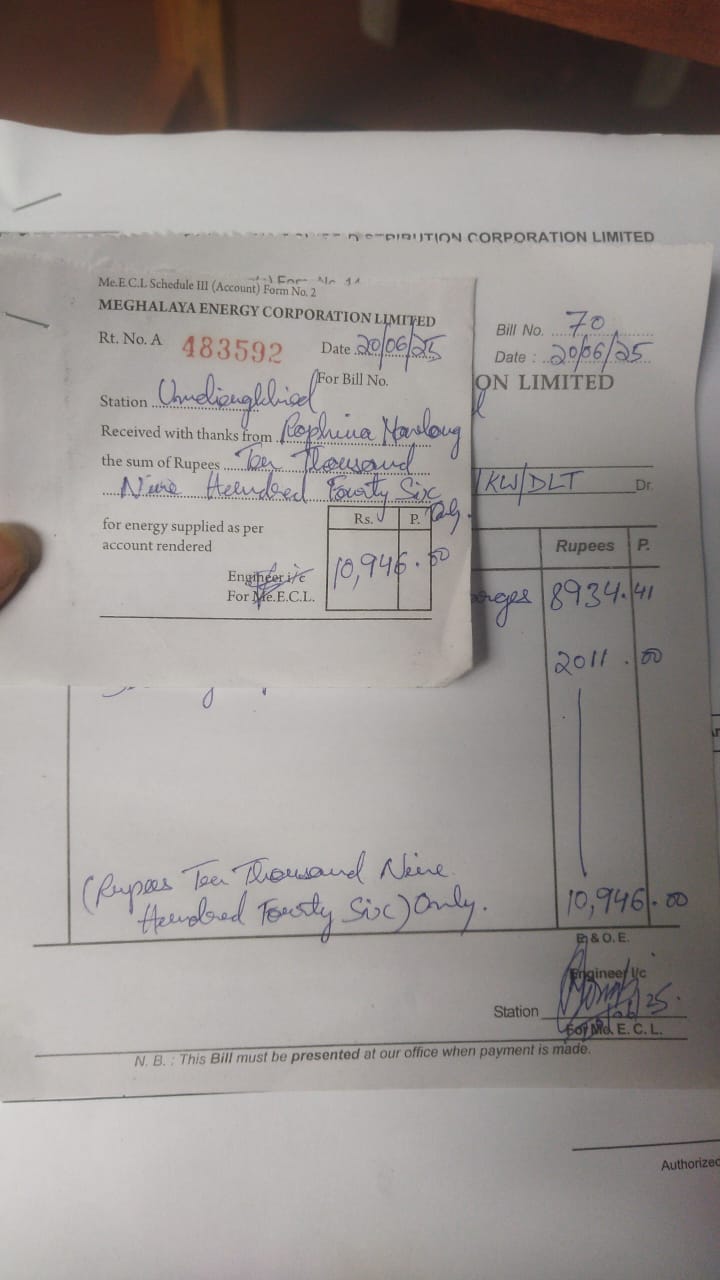 DISTRIBUTION CORPORATION LIMITED
Me.E.C.L Schedule III (Account) Form No. 2
MEGHALAYA ENERGY CORPORATION LIMITED
Rt. No. A 483592 Date 20/06/25
For Bill No.
Station
Received with thanks from Rophina
the sum of Rupees Ten Thousand
Nine Hundred Fourty Six
Only.
for energy supplied as per
account rendered
Rs. P.
10,946.00
Engineer i/c
For Me.E.C.L.
Bill No. 70
Date : 20/06/25
ON LIMITED
1KW/DLT Dr.
Rupees P.
arges 8934.41
2011.00
(Rupees Ten Thousand Nine
Hundred Fourty Six) Only. 10,946.00
E. & O. E.
Engineer I/c
Station
For Me. E. C. L.
N. B. : This Bill must be presented at our office when payment is made.
Authorized